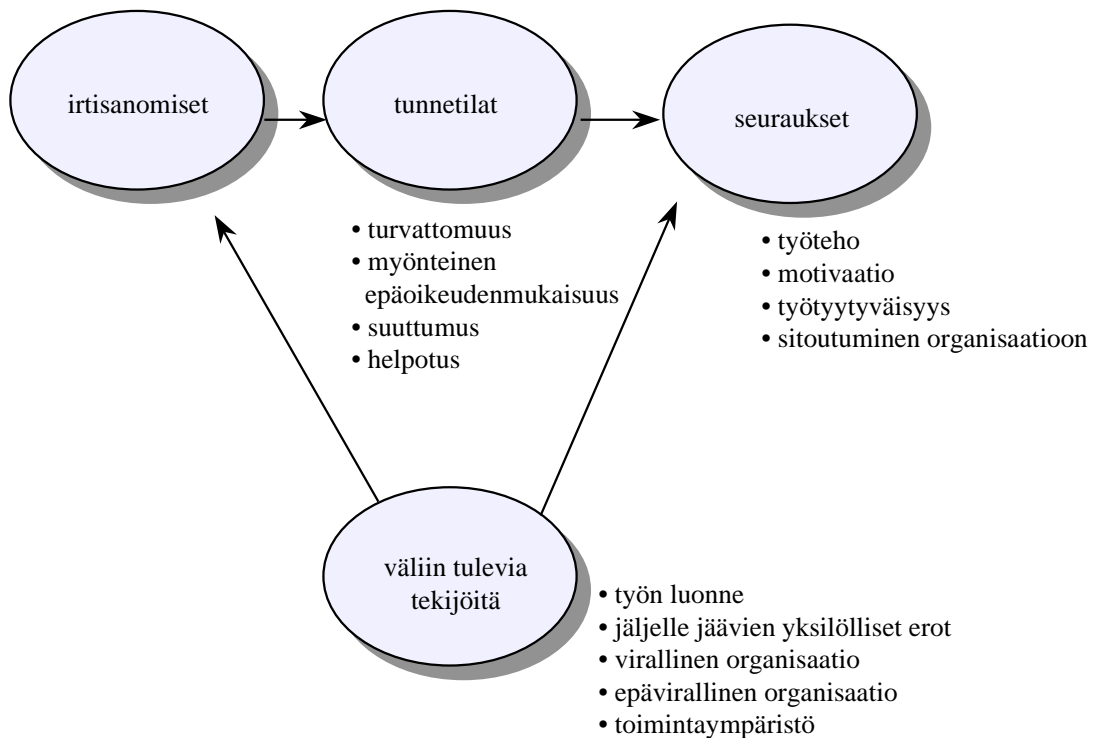 irtisanomiset
tunnetilat
seuraukset
• turvattomuus
• myönteinen
epäoikeudenmukaisuus
• suuttumus
• helpotus
• työteho
• motivaatio
• työtyytyväisyys
• sitoutuminen organisaatioon
väliin tulevia
tekijöitä
• työn luonne
• jäljelle jäävien yksilölliset erot
• virallinen organisaatio
• epävirallinen organisaatio
• toimintaympäristö